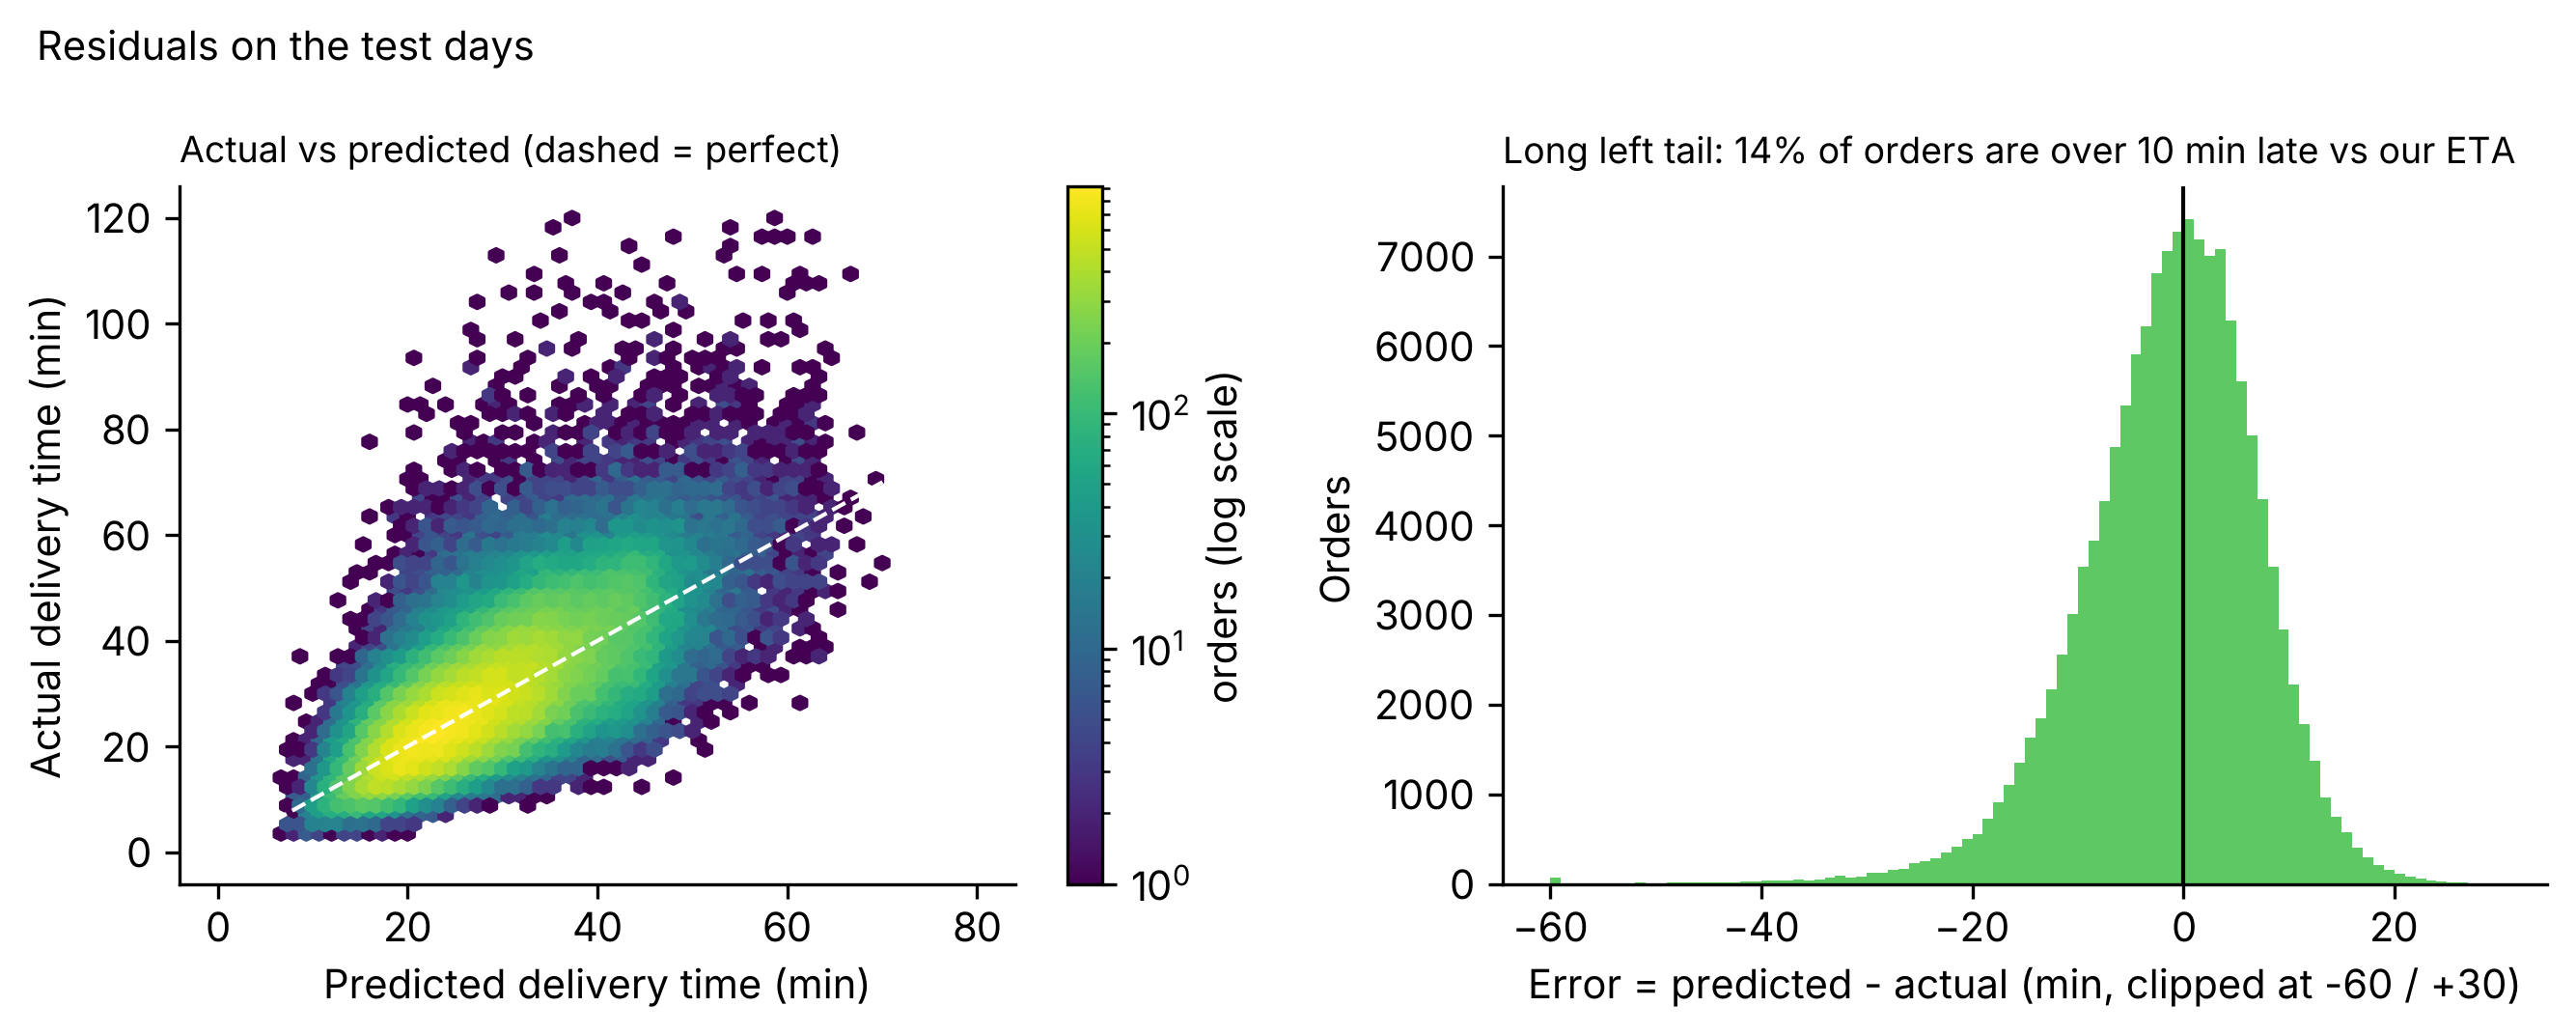 Residuals on the test days
Actual vs predicted (dashed = perfect)
Actual delivery time (min)
120
100
80
60
40
20
0
0 20 40 60 80
Predicted delivery time (min)
10²
10¹
10⁰
orders (log scale)
Long left tail: 14% of orders are over 10 min late vs our ETA
Orders
7000
6000
5000
4000
3000
2000
1000
0
−60 −40 −20 0 20
Error = predicted - actual (min, clipped at -60 / +30)